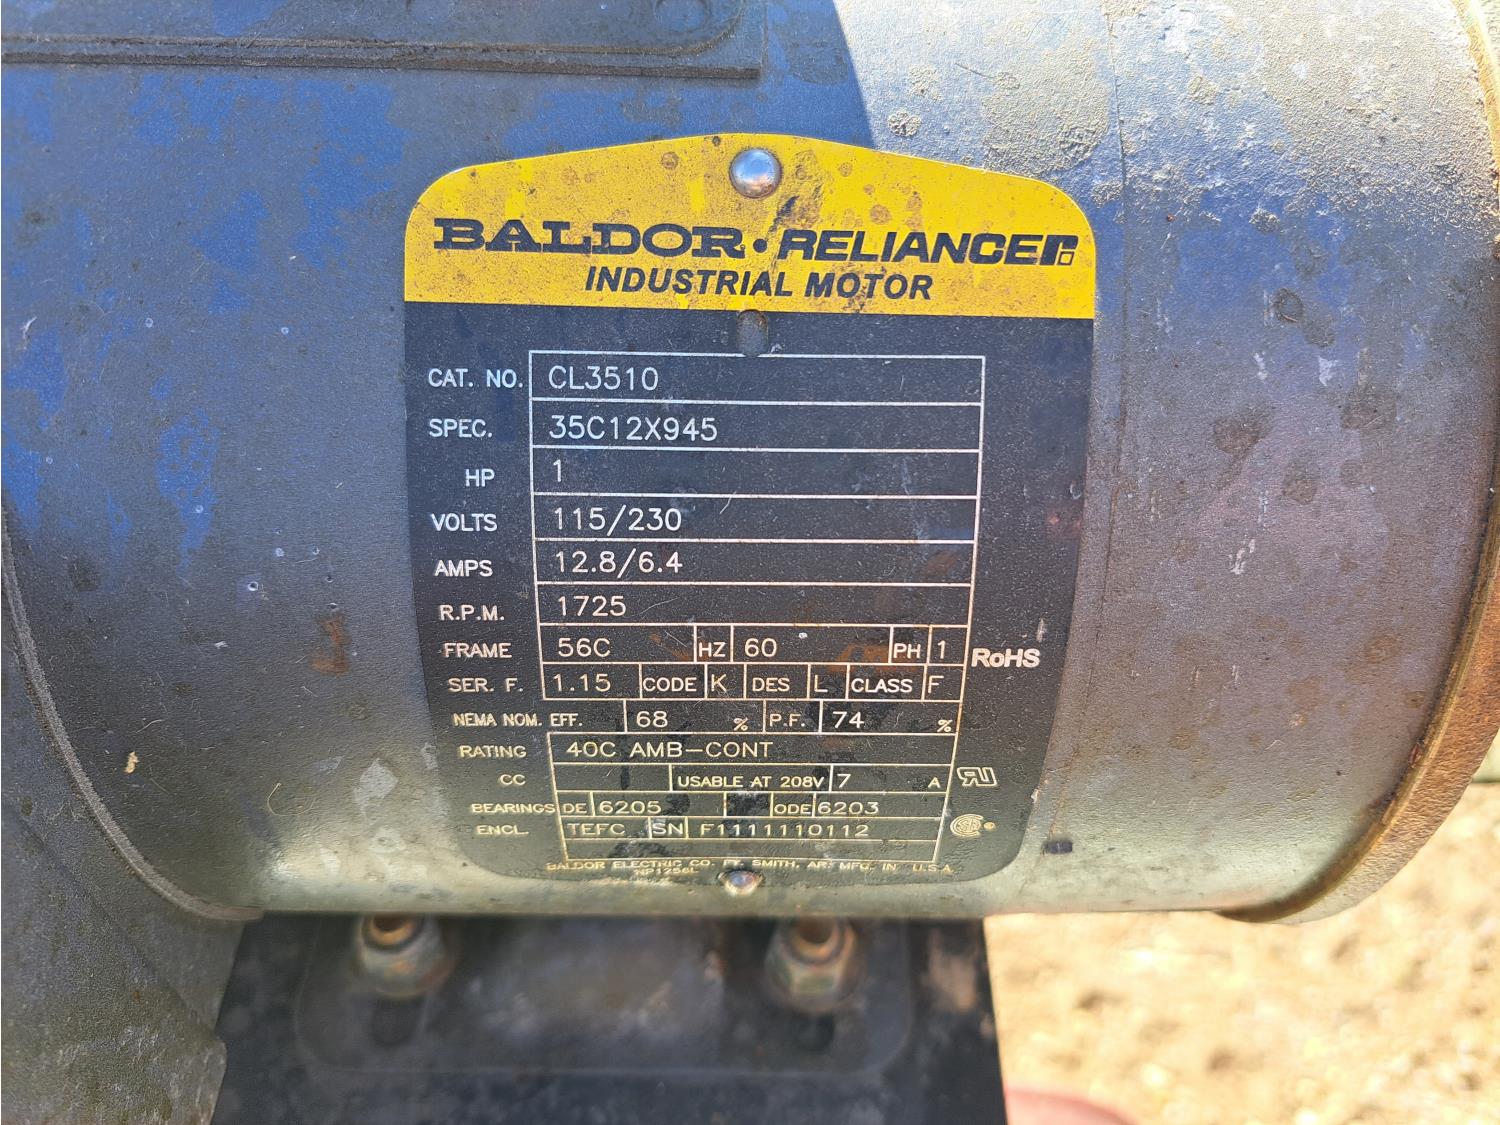 BALDOR • RELIANCE
INDUSTRIAL MOTOR
CAT. NO. CL3510
SPEC. 35C12X945
HP 1
VOLTS 115/230
AMPS 12.8/6.4
R.P.M. 1725
FRAME 56C HZ 60 PH 1 RoHS
SER. F. 1.15 CODE K DES L CLASS F
NEMA NOM. EFF. 68 % P.F. 74 %
RATING 40C AMB-CONT
CC USABLE AT 208V 7 A
BEARINGS DE 6205 ODE 6203
ENCL. TEFC SN F1111110112
BALDOR ELECTRIC CO. FT. SMITH, AR. MFG. IN U.S.A.
NP1256L